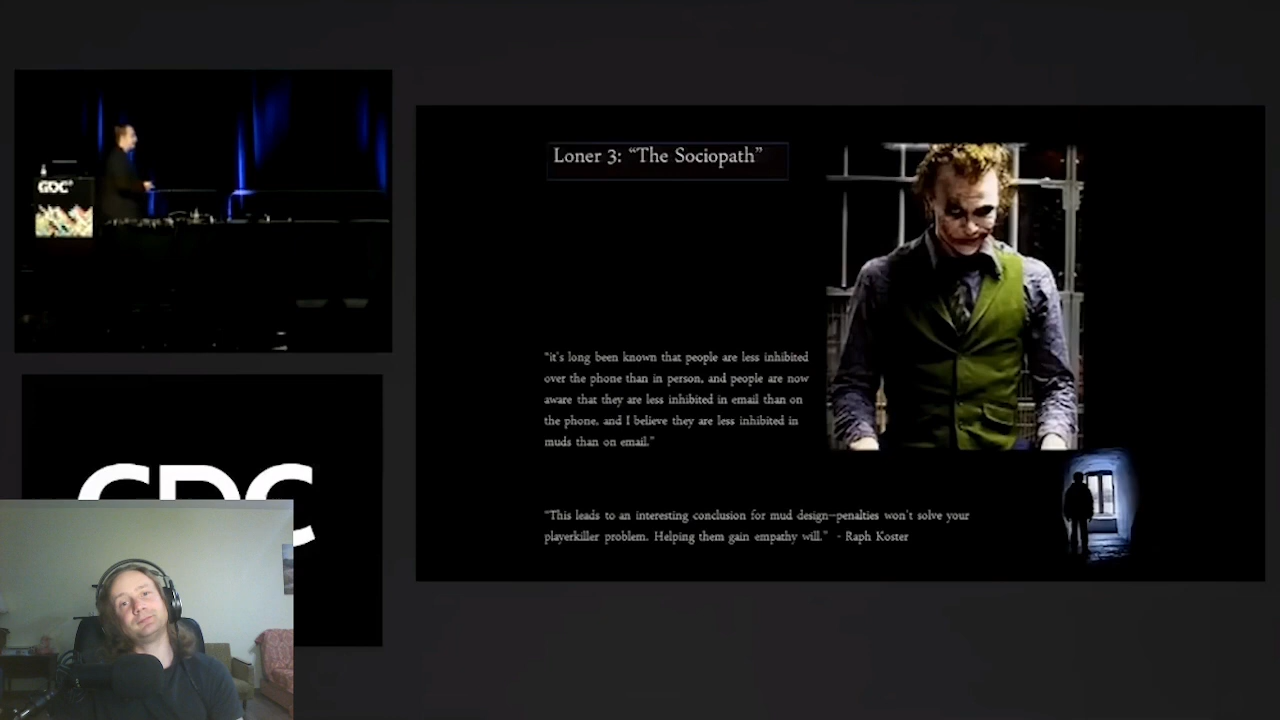 GDC
Loner 3: “The Sociopath”
"it's long been known that people are less inhibited
over the phone than in person, and people are now
aware that they are less inhibited in email than on
the phone, and I believe they are less inhibited in
muds than on email."
"This leads to an interesting conclusion for mud design--penalties won't solve your
playerkiller problem. Helping them gain empathy will." - Raph Koster
GDC